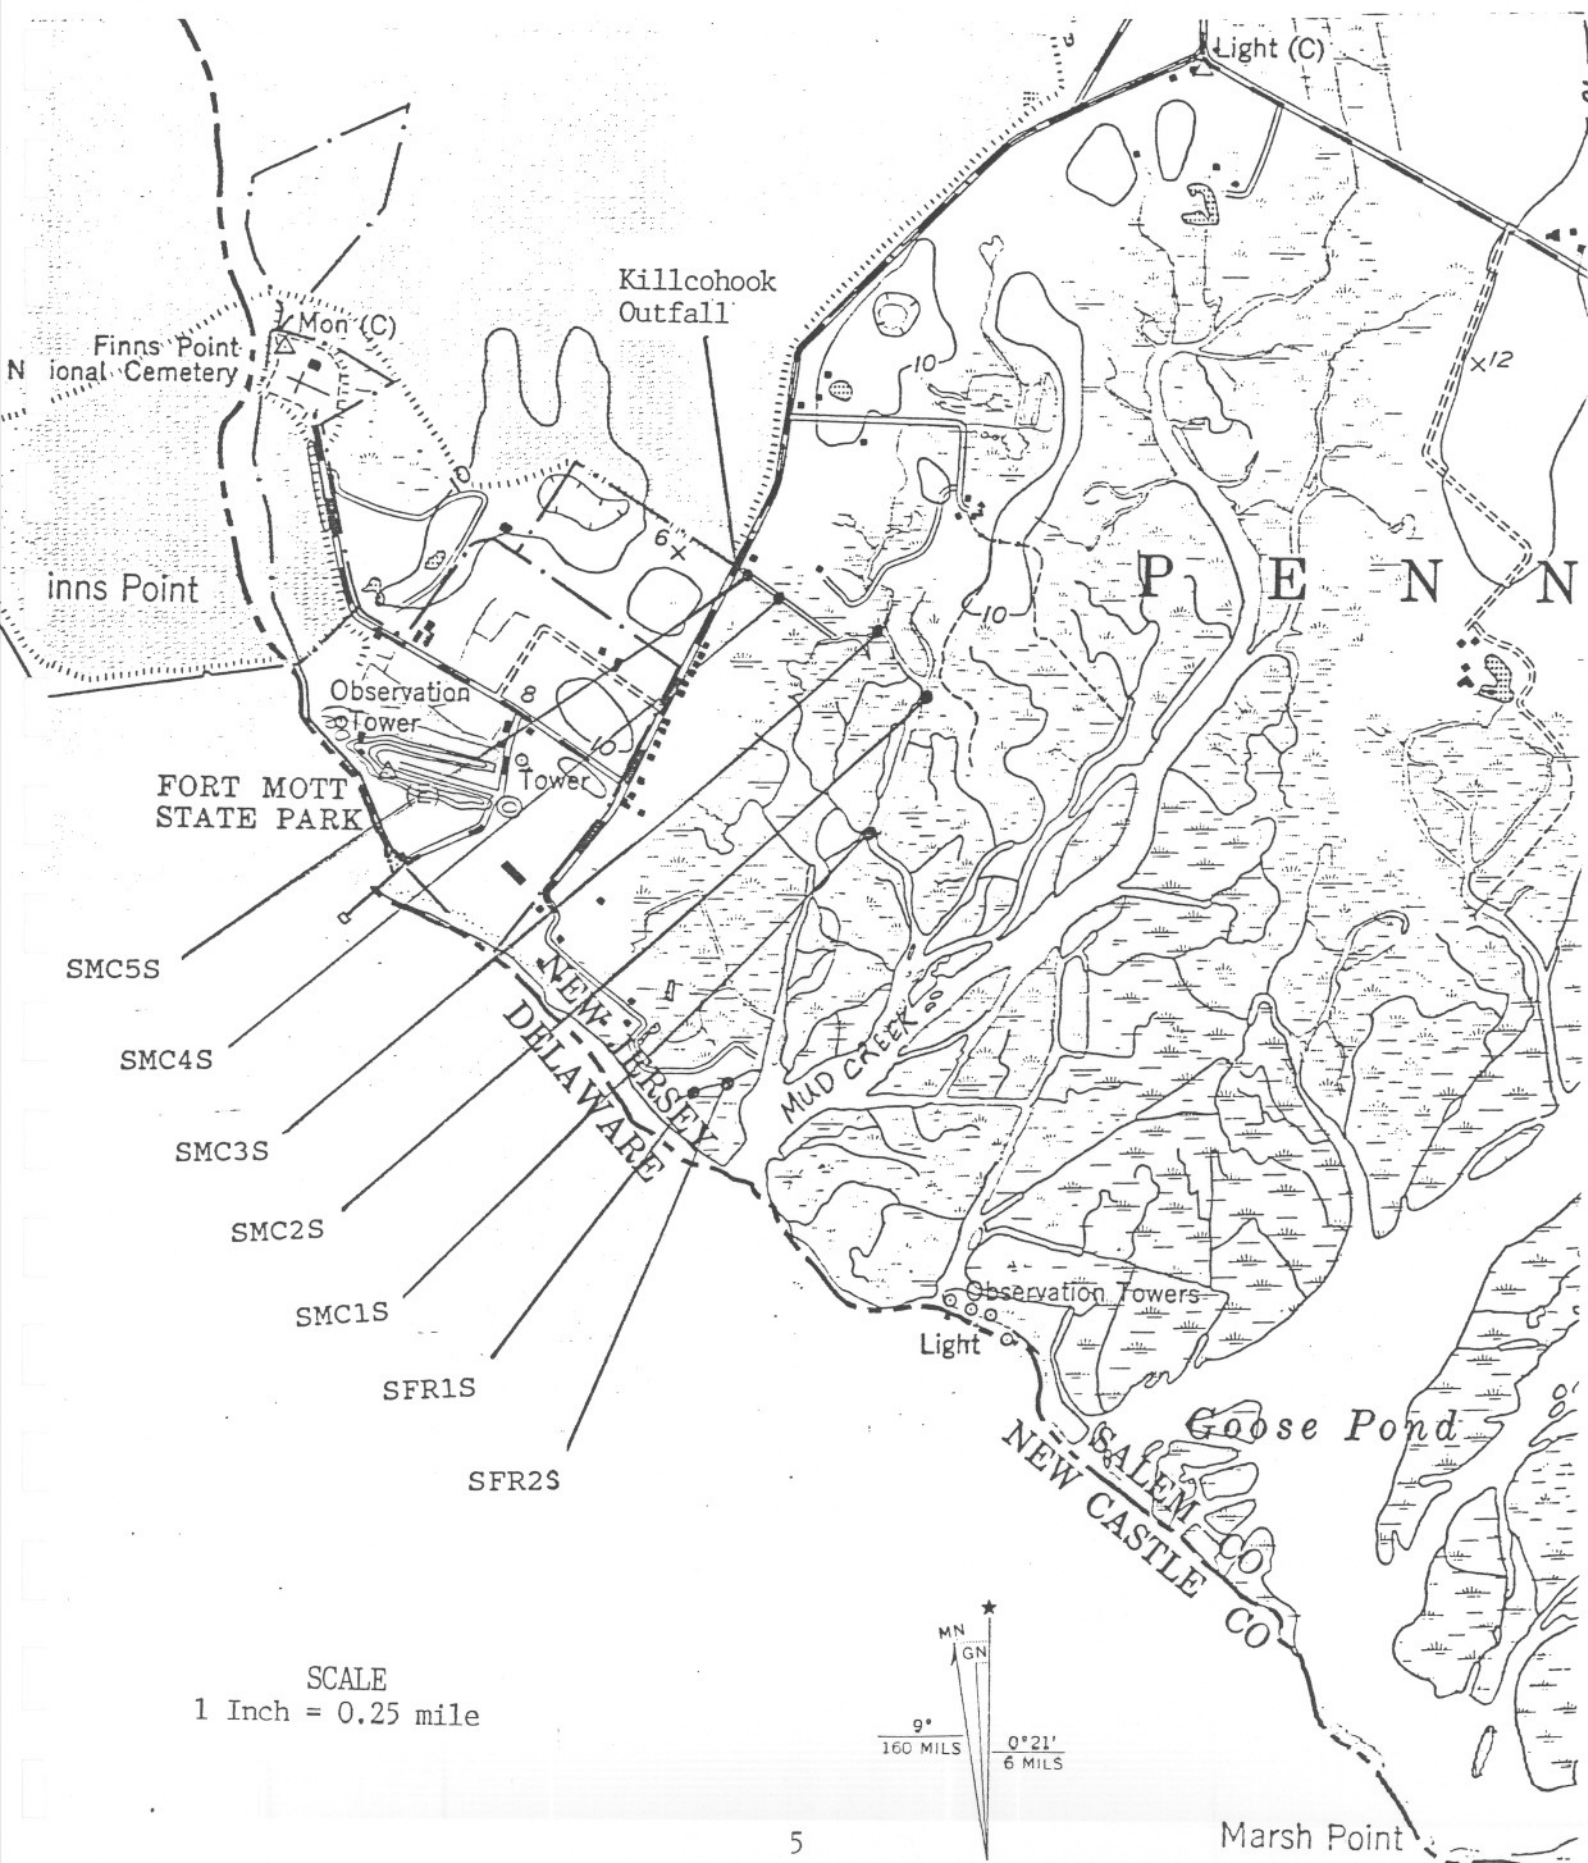 Light (C)
Killcohook
Outfall
Mon (C)
Finns Point
N ional Cemetery
10
x12
6x
inns Point
P E N N
10
Observation
Tower
8
10
Tower
FORT MOTT
STATE PARK
(E)
SMC5S
SMC4S
SMC3S
SMC2S
SMC1S
SFR1S
SFR2S
NEW JERSEY
DELAWARE
MUD CREEK
Observation Towers
Light
Goose Pond
SALEM CO
NEW CASTLE CO
SCALE
1 Inch = 0.25 mile
MN
GN
9°
160 MILS
0°21'
6 MILS
5
Marsh Point